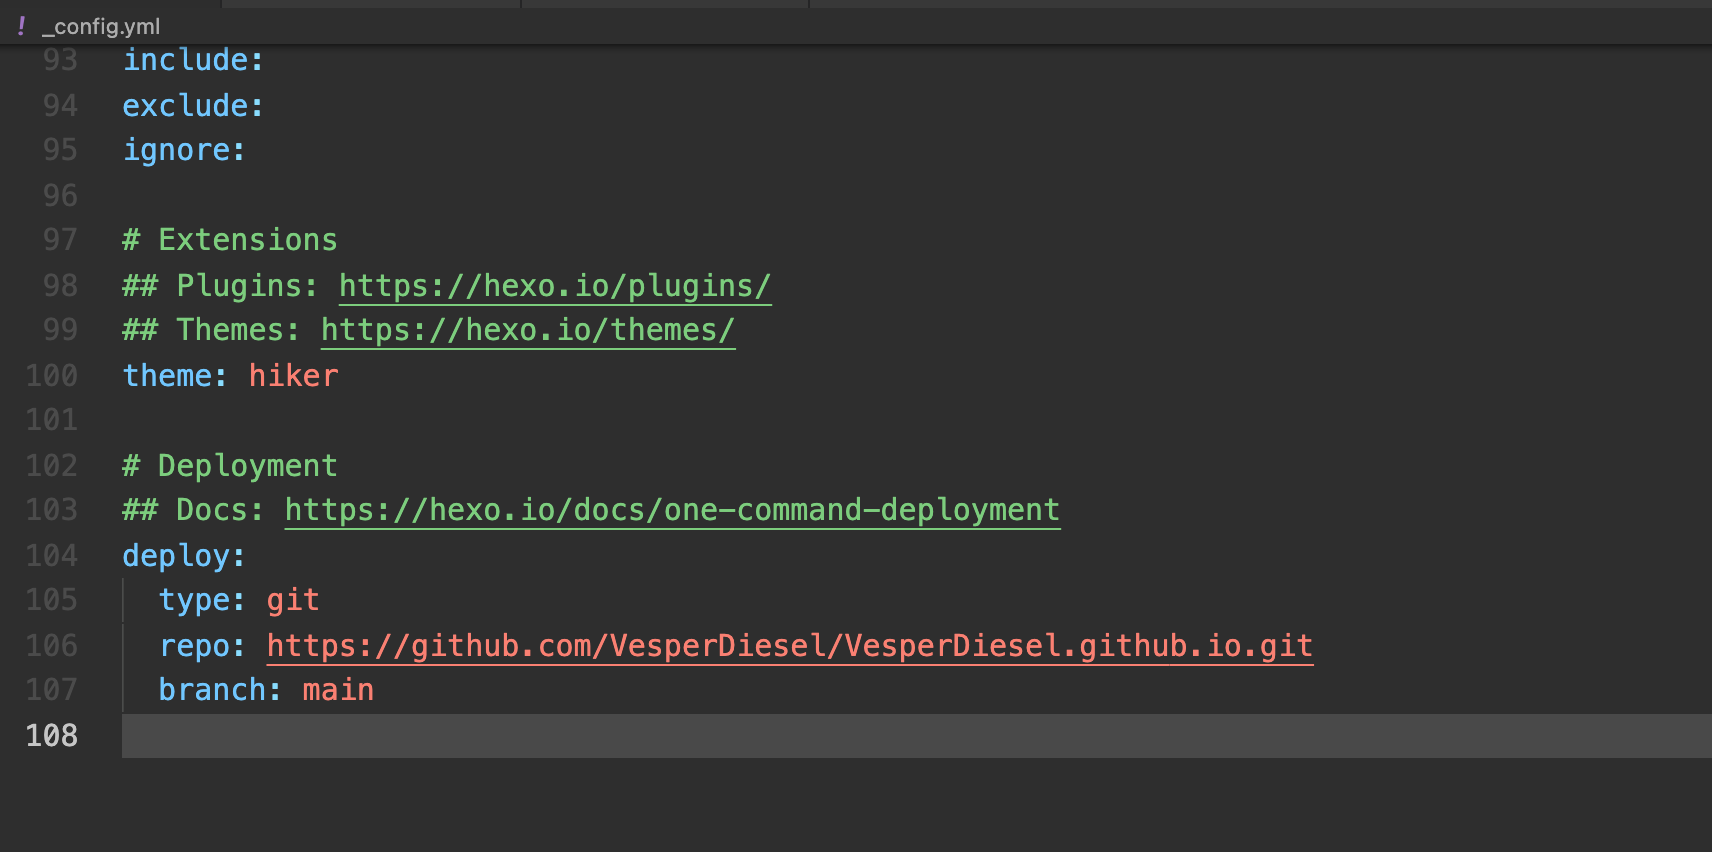 ! _config.yml
93 include:
94 exclude:
95 ignore:
96
97 # Extensions
98 ## Plugins: https://hexo.io/plugins/
99 ## Themes: https://hexo.io/themes/
100 theme: hiker
101
102 # Deployment
103 ## Docs: https://hexo.io/docs/one-command-deployment
104 deploy:
105   type: git
106   repo: https://github.com/VesperDiesel/VesperDiesel.github.io.git
107   branch: main
108